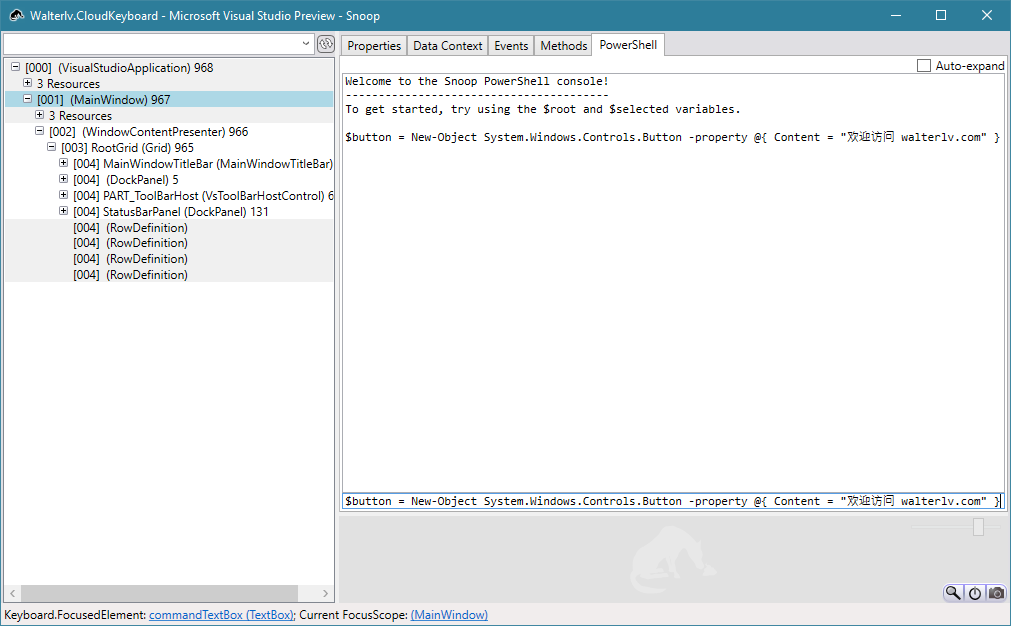 Walterlv.CloudKeyboard - Microsoft Visual Studio Preview - Snoop
Properties Data Context Events Methods PowerShell
Auto-expand
[000] (VisualStudioApplication) 968
3 Resources
[001] (MainWindow) 967
3 Resources
[002] (WindowContentPresenter) 966
[003] RootGrid (Grid) 965
[004] MainWindowTitleBar (MainWindowTitleBar)
[004] (DockPanel) 5
[004] PART_ToolBarHost (VsToolBarHostControl) 6
[004] StatusBarPanel (DockPanel) 131
[004] (RowDefinition)
[004] (RowDefinition)
[004] (RowDefinition)
[004] (RowDefinition)
Welcome to the Snoop PowerShell console!
----------------------------------------
To get started, try using the $root and $selected variables.
$button = New-Object System.Windows.Controls.Button -property @{ Content = "欢迎访问 walterlv.com" }
$button = New-Object System.Windows.Controls.Button -property @{ Content = "欢迎访问 walterlv.com" }
Keyboard.FocusedElement: commandTextBox (TextBox); Current FocusScope: (MainWindow)